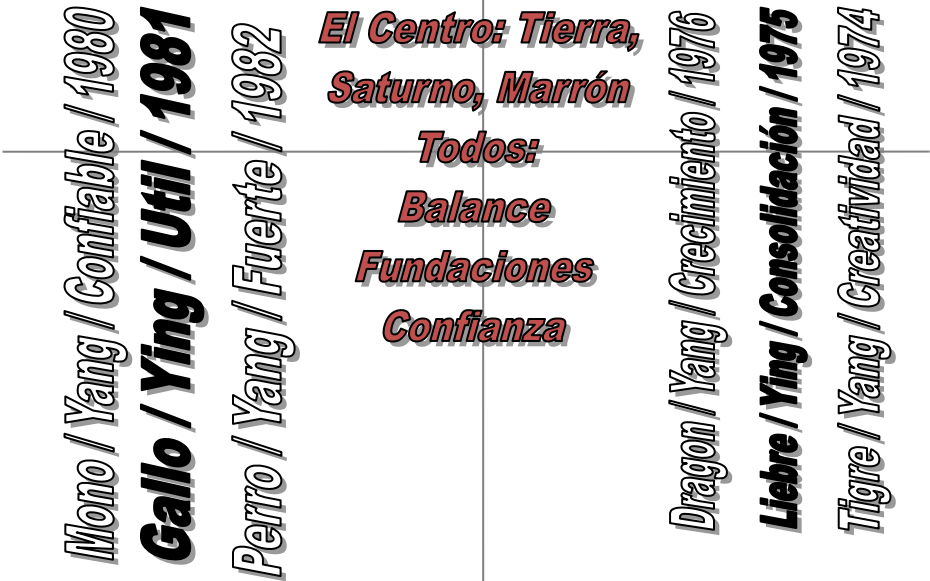 Mono / Yang / Confiable / 1980
Gallo / Ying / Util / 1981
Perro / Yang / Fuerte / 1982
El Centro: Tierra,
Saturno, Marrón
Todos:
Balance
Fundaciones
Confianza
Dragon / Yang / Crecimiento / 1976
Liebre / Ying / Consolidación / 1975
Tigre / Yang / Creatividad / 1974